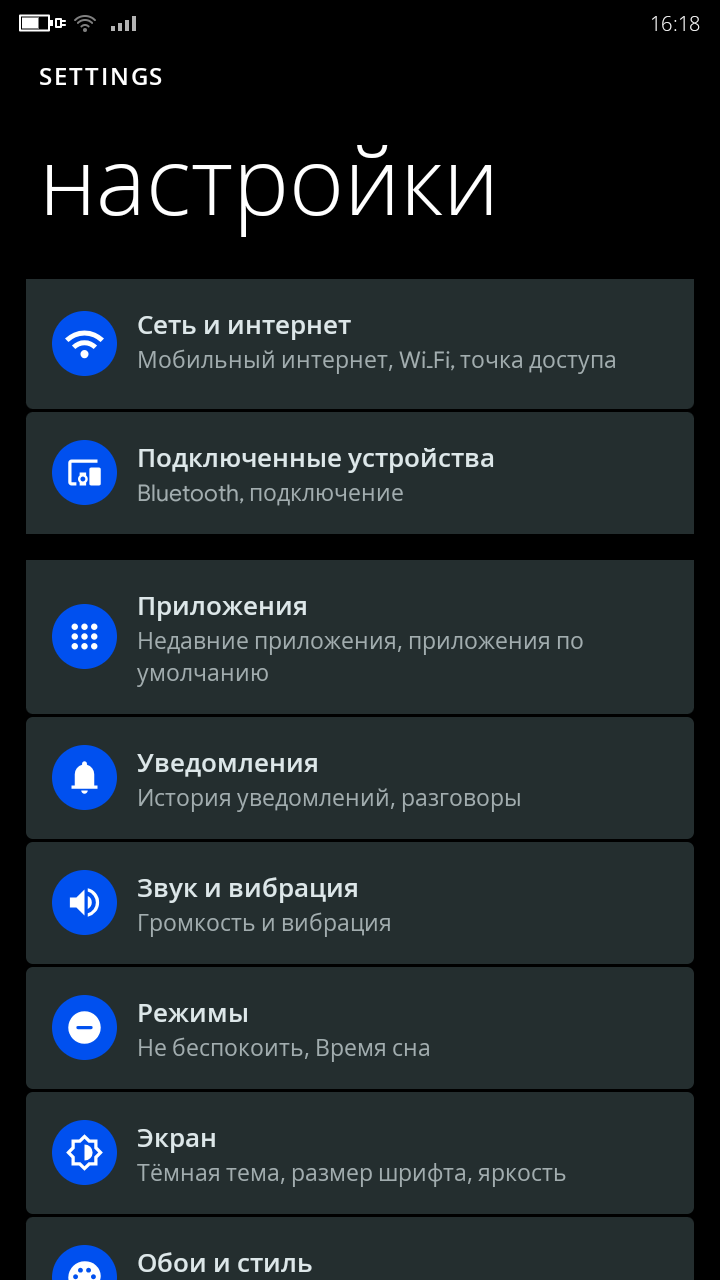 16:18
SETTINGS
настройки
Сеть и интернет
Мобильный интернет, Wi-Fi, точка доступа
Подключенные устройства
Bluetooth, подключение
Приложения
Недавние приложения, приложения по
умолчанию
Уведомления
История уведомлений, разговоры
Звук и вибрация
Громкость и вибрация
Режимы
Не беспокоить, Время сна
Экран
Тёмная тема, размер шрифта, яркость
Обои и стиль